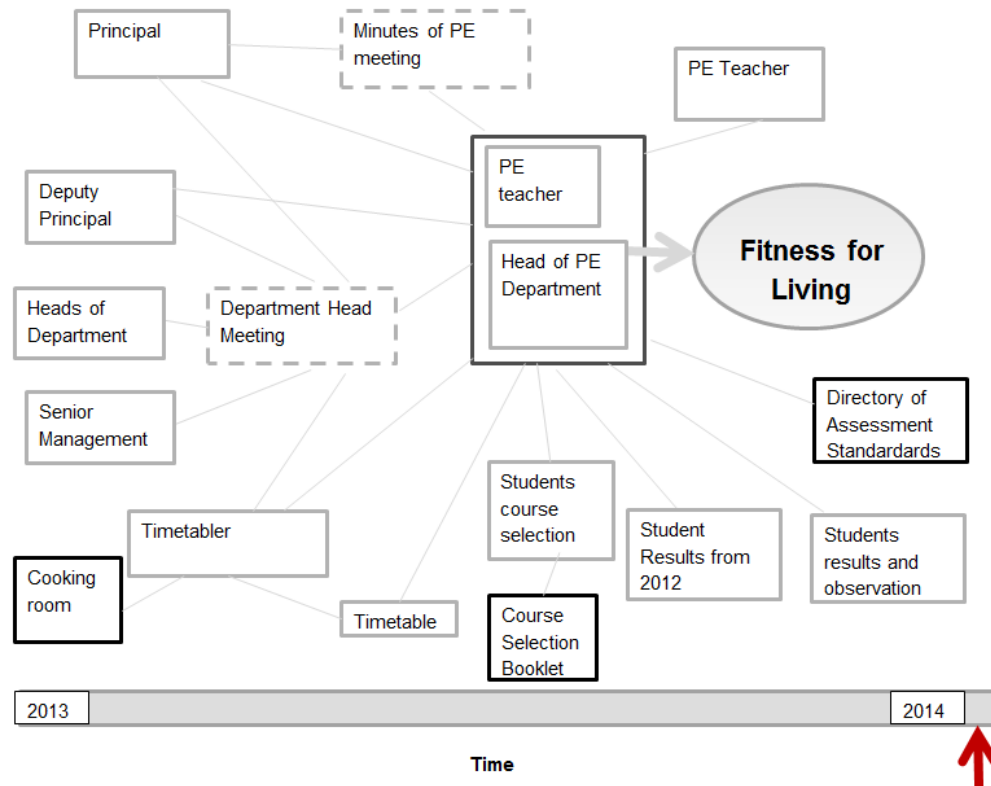 Principal
Minutes of PE
meeting
PE Teacher
PE
teacher
Deputy
Principal
Head of PE
Department
Fitness for
Living
Heads of
Department
Department Head
Meeting
Senior
Management
Directory of
Assessment
Standardards
Students
course
selection
Timetabler
Student
Results from
2012
Students
results and
observation
Cooking
room
Timetable
Course
Selection
Booklet
2013
2014
Time